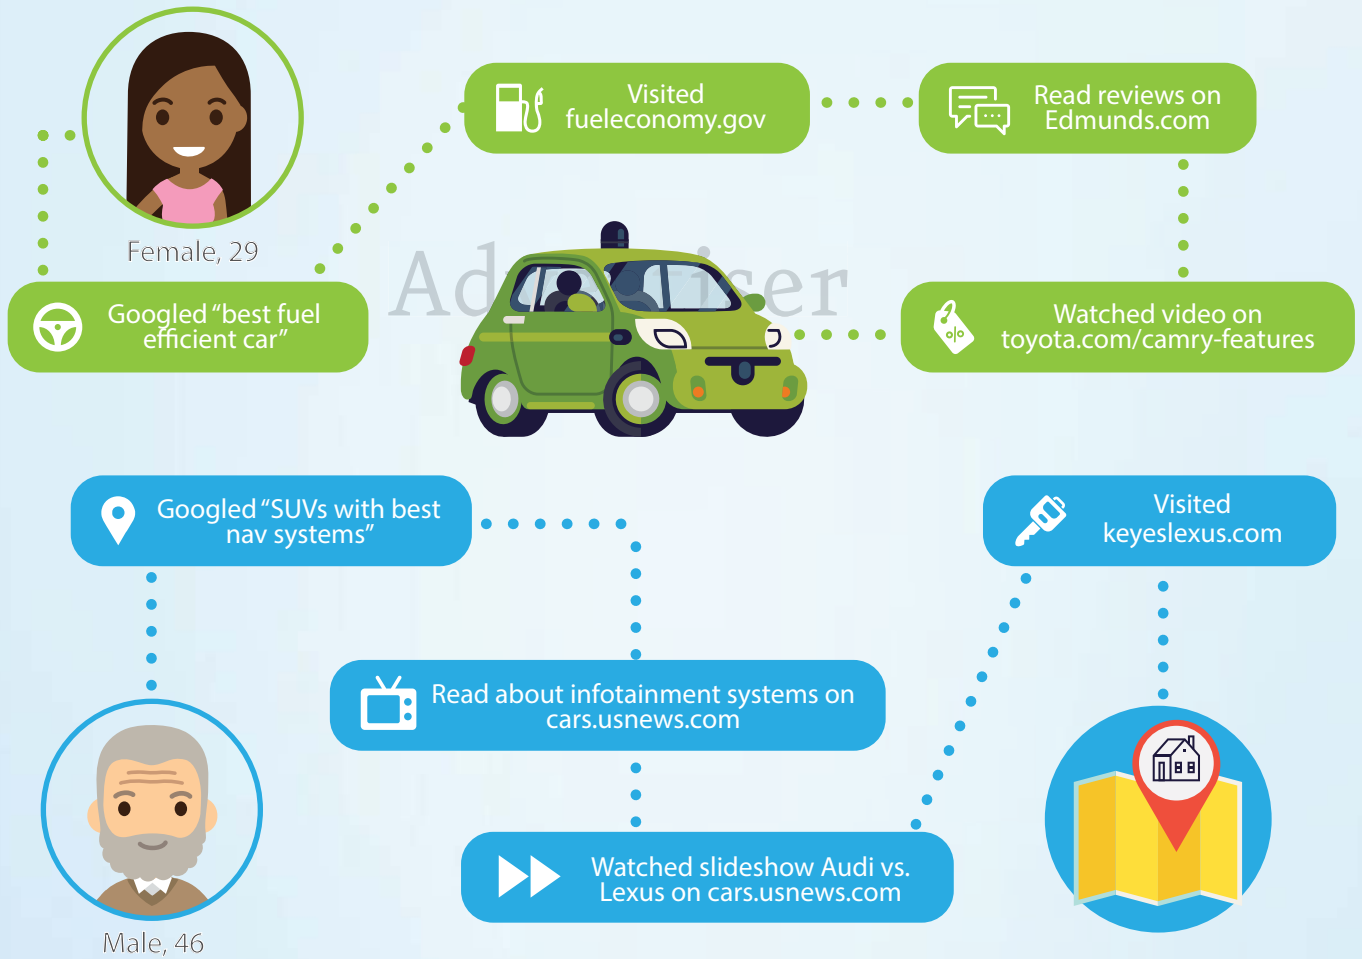 Visited
fueleconomy.gov
Read reviews on
Edmunds.com
Female, 29
Advertiser
Googled “best fuel
efficient car”
Watched video on
toyota.com/camry-features
Googled “SUVs with best
nav systems”
Visited
keyeslexus.com
Read about infotainment systems on
cars.usnews.com
Watched slideshow Audi vs.
Lexus on cars.usnews.com
Male, 46